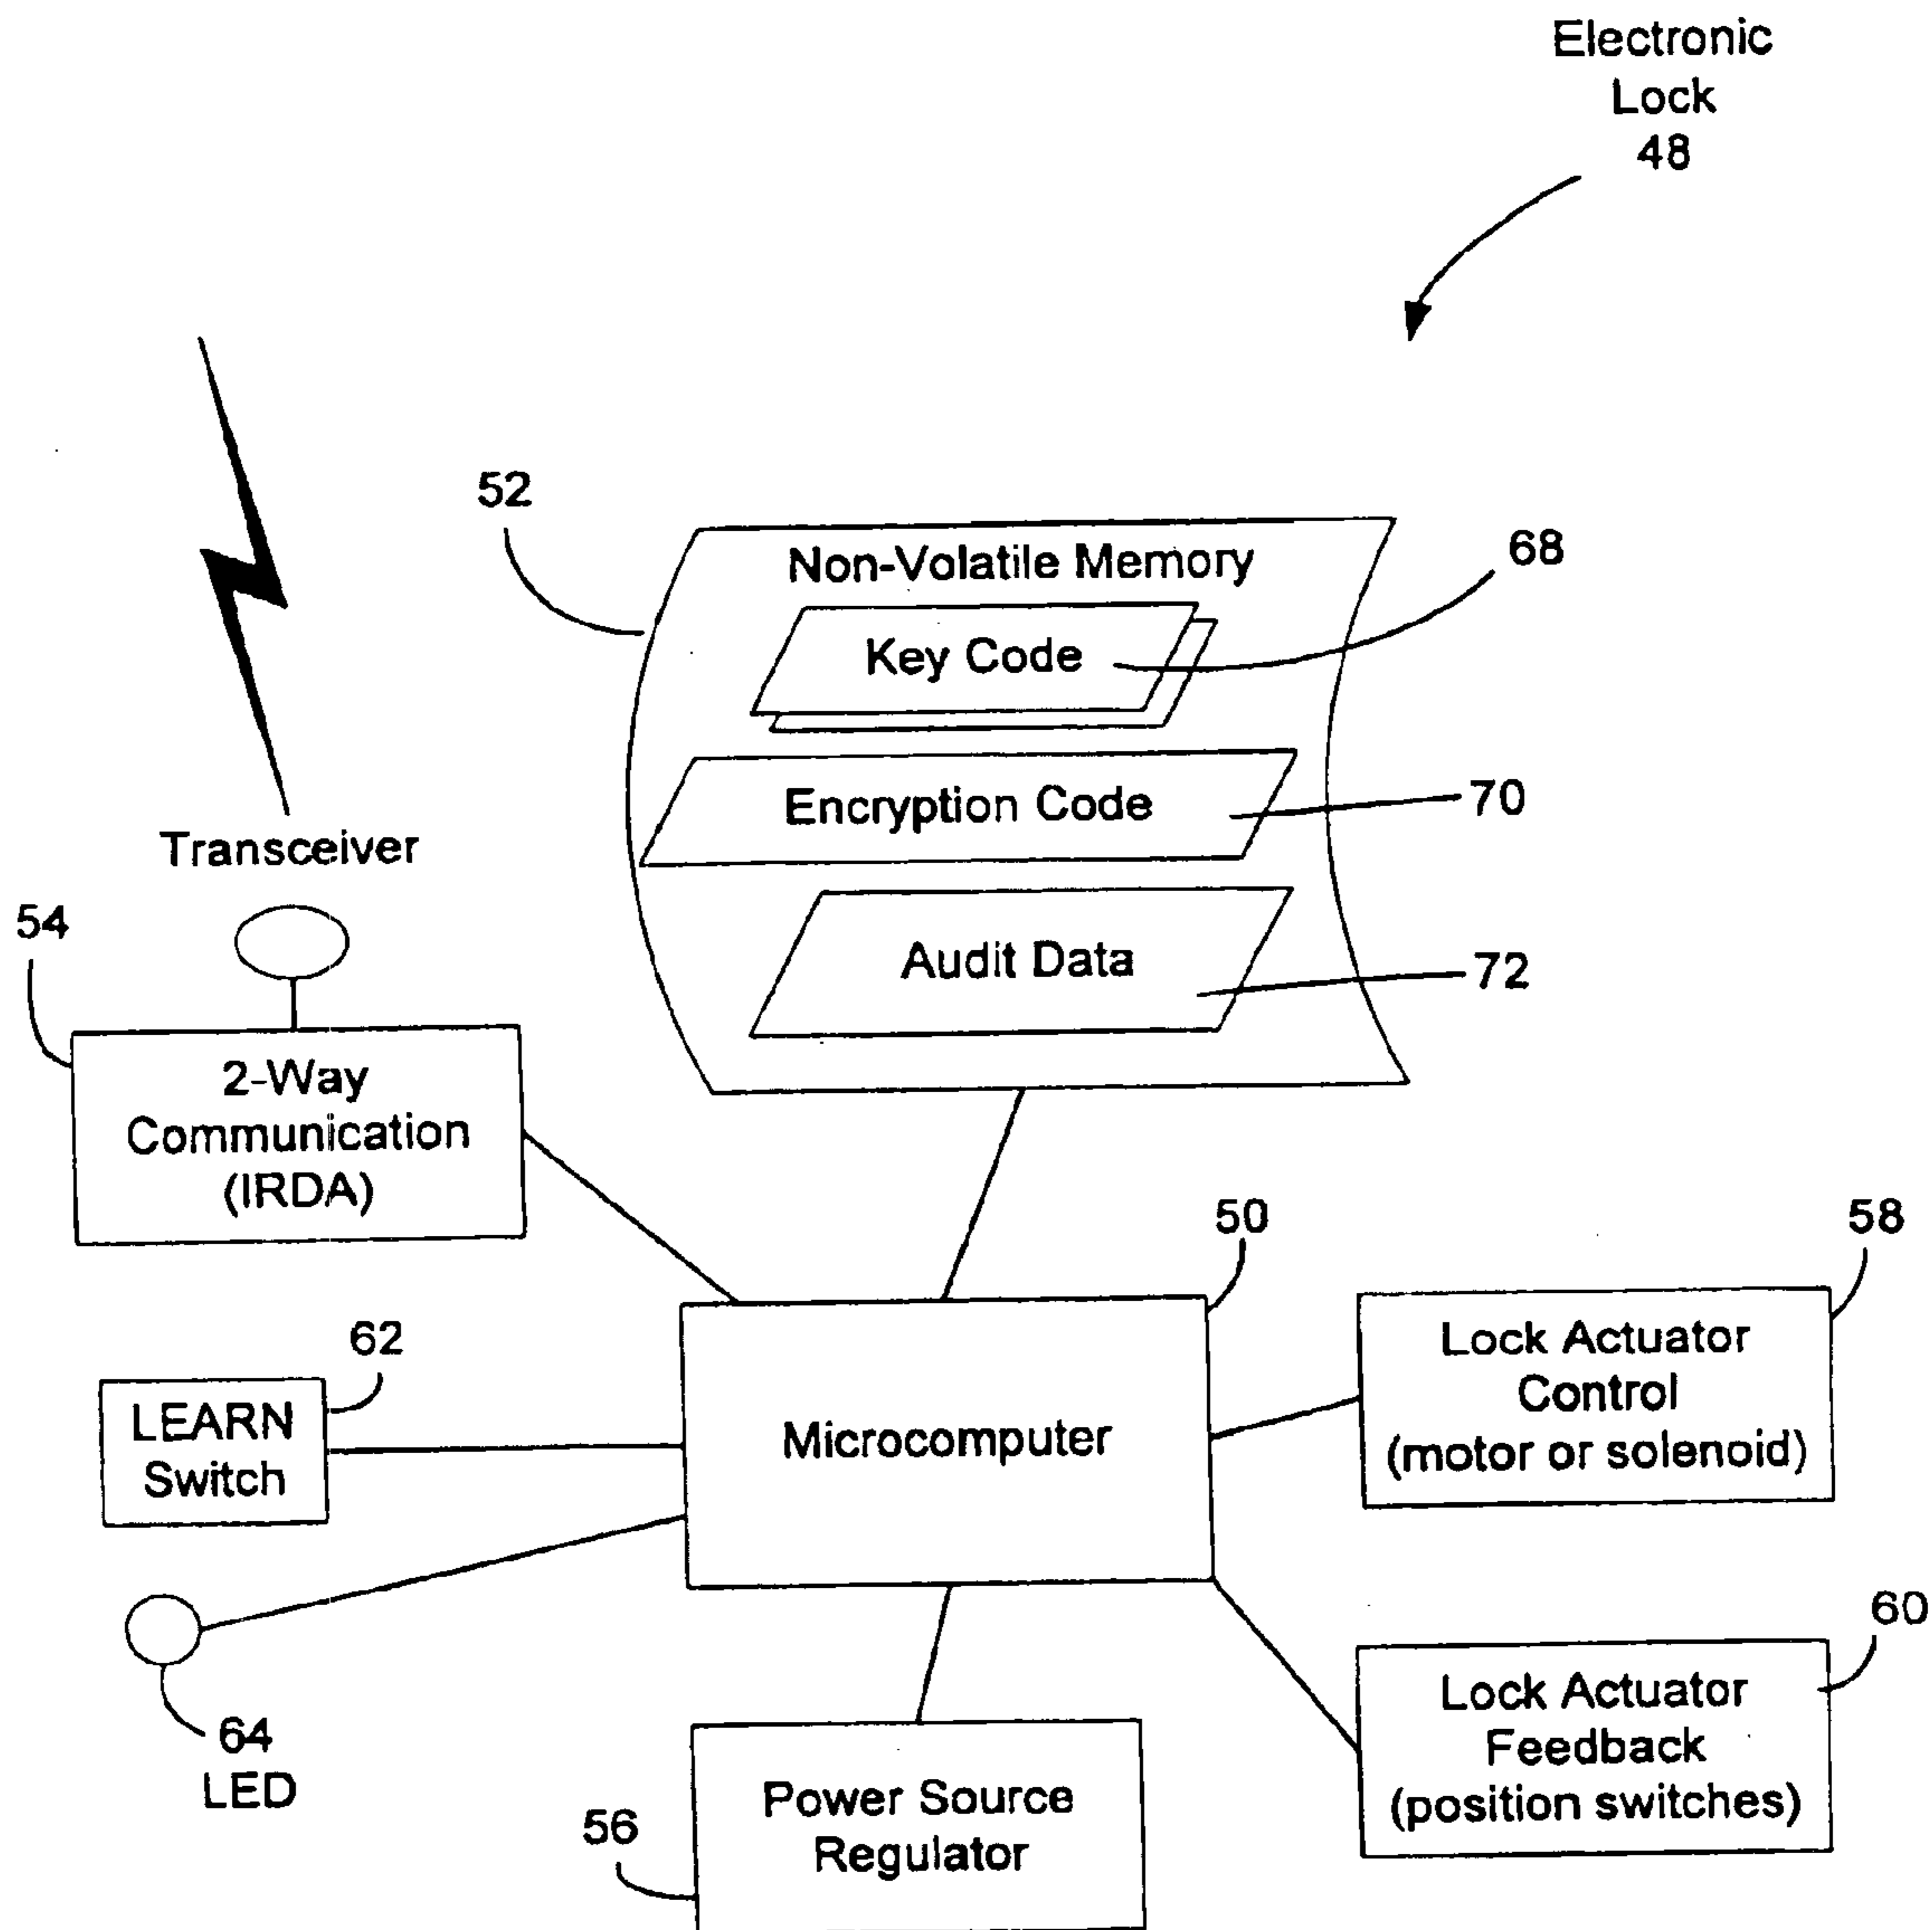 Electronic
Lock
48
52
Non-Volatile Memory
68
Key Code
Encryption Code
70
Transceiver
54
Audit Data
72
2-Way
Communication
(IRDA)
50
58
62
Lock Actuator
Control
(motor or solenoid)
LEARN
Switch
Microcomputer
60
64
LED
Lock Actuator
Feedback
(position switches)
56
Power Source
Regulator